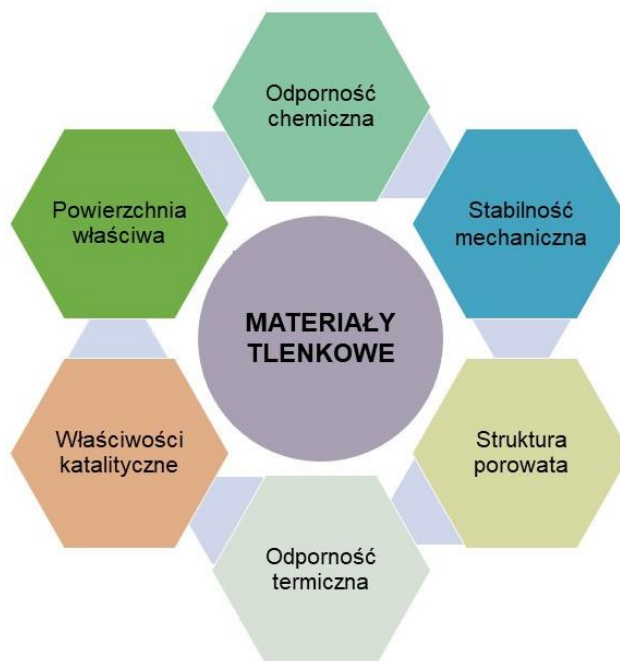 Odporność
chemiczna
Powierzchnia
właściwa
Stabilność
mechaniczna
MATERIAŁY
TLENKOWE
Właściwości
katalityczne
Struktura
porowata
Odporność
termiczna